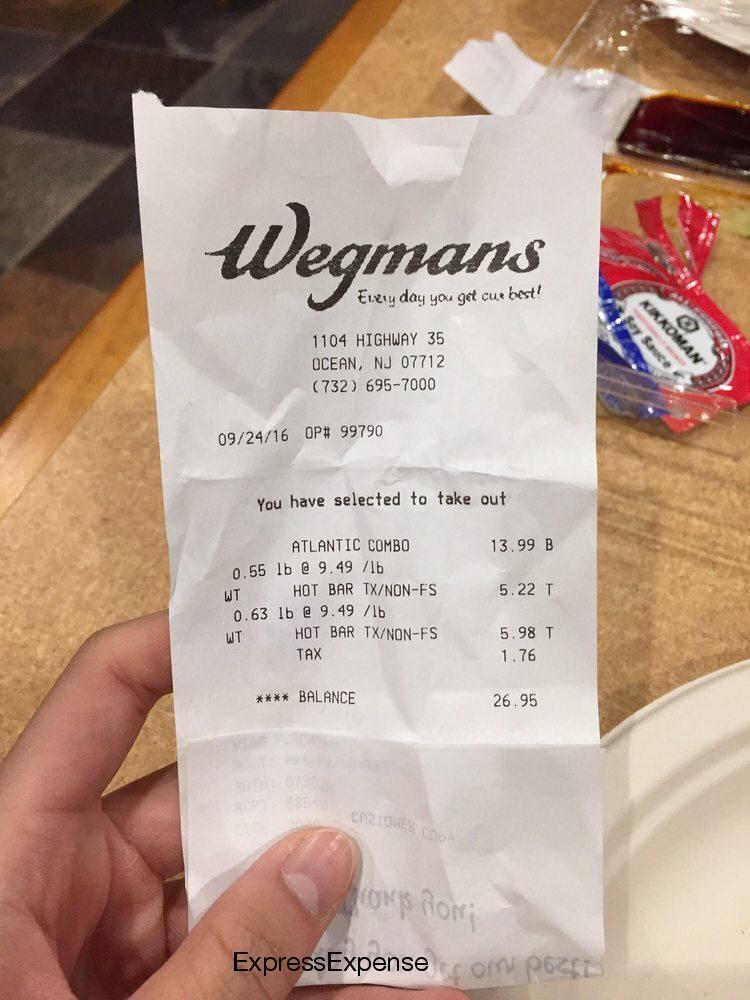 Wegmans
Every day you get our best!
1104 HIGHWAY 35
OCEAN, NJ 07712
(732) 695-7000
09/24/16 OP# 99790
You have selected to take out
ATLANTIC COMBO 13.99 B
0.55 lb @ 9.49 /lb
WT HOT BAR TX/NON-FS 5.22 T
0.63 lb @ 9.49 /lb
WT HOT BAR TX/NON-FS 5.98 T
TAX 1.76
**** BALANCE 26.95
CUSTOMER COPY
ExpressExpense
KIKKOMAN
Soy Sauce